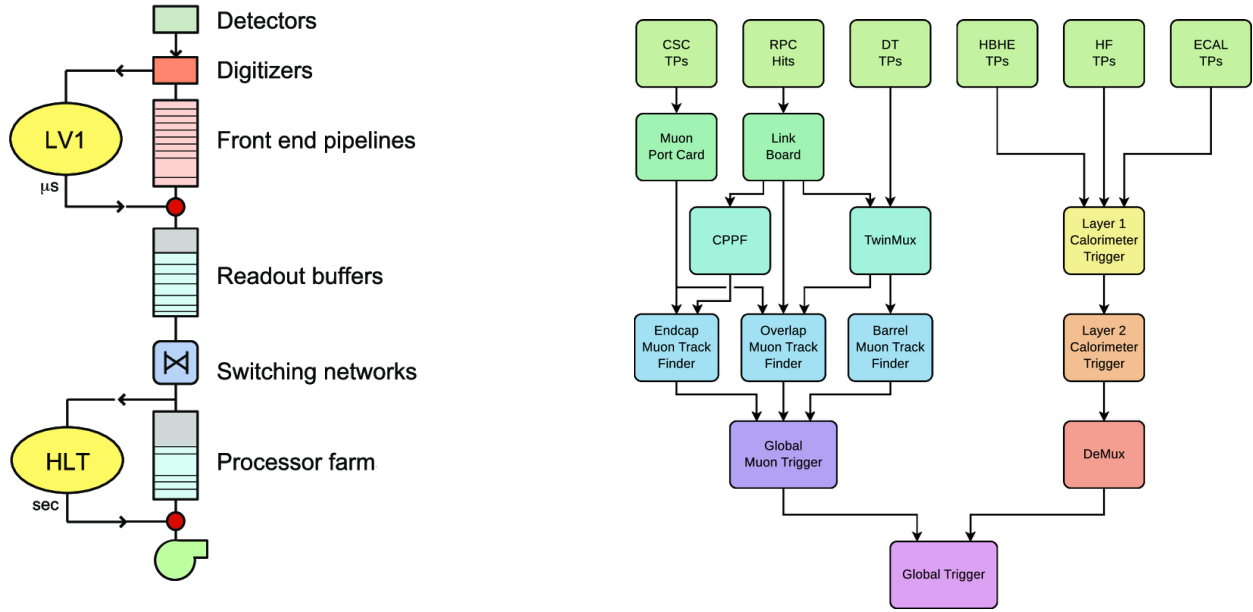 Detectors
Digitizers
LV1
Front end pipelines
μs
Readout buffers
Switching networks
HLT
Processor farm
sec
CSC
TPs
RPC
Hits
DT
TPs
HBHE
TPs
HF
TPs
ECAL
TPs
Muon
Port Card
Link
Board
CPPF
TwinMux
Layer 1
Calorimeter
Trigger
Endcap
Muon Track
Finder
Overlap
Muon Track
Finder
Barrel
Muon Track
Finder
Layer 2
Calorimeter
Trigger
Global
Muon Trigger
DeMux
Global Trigger